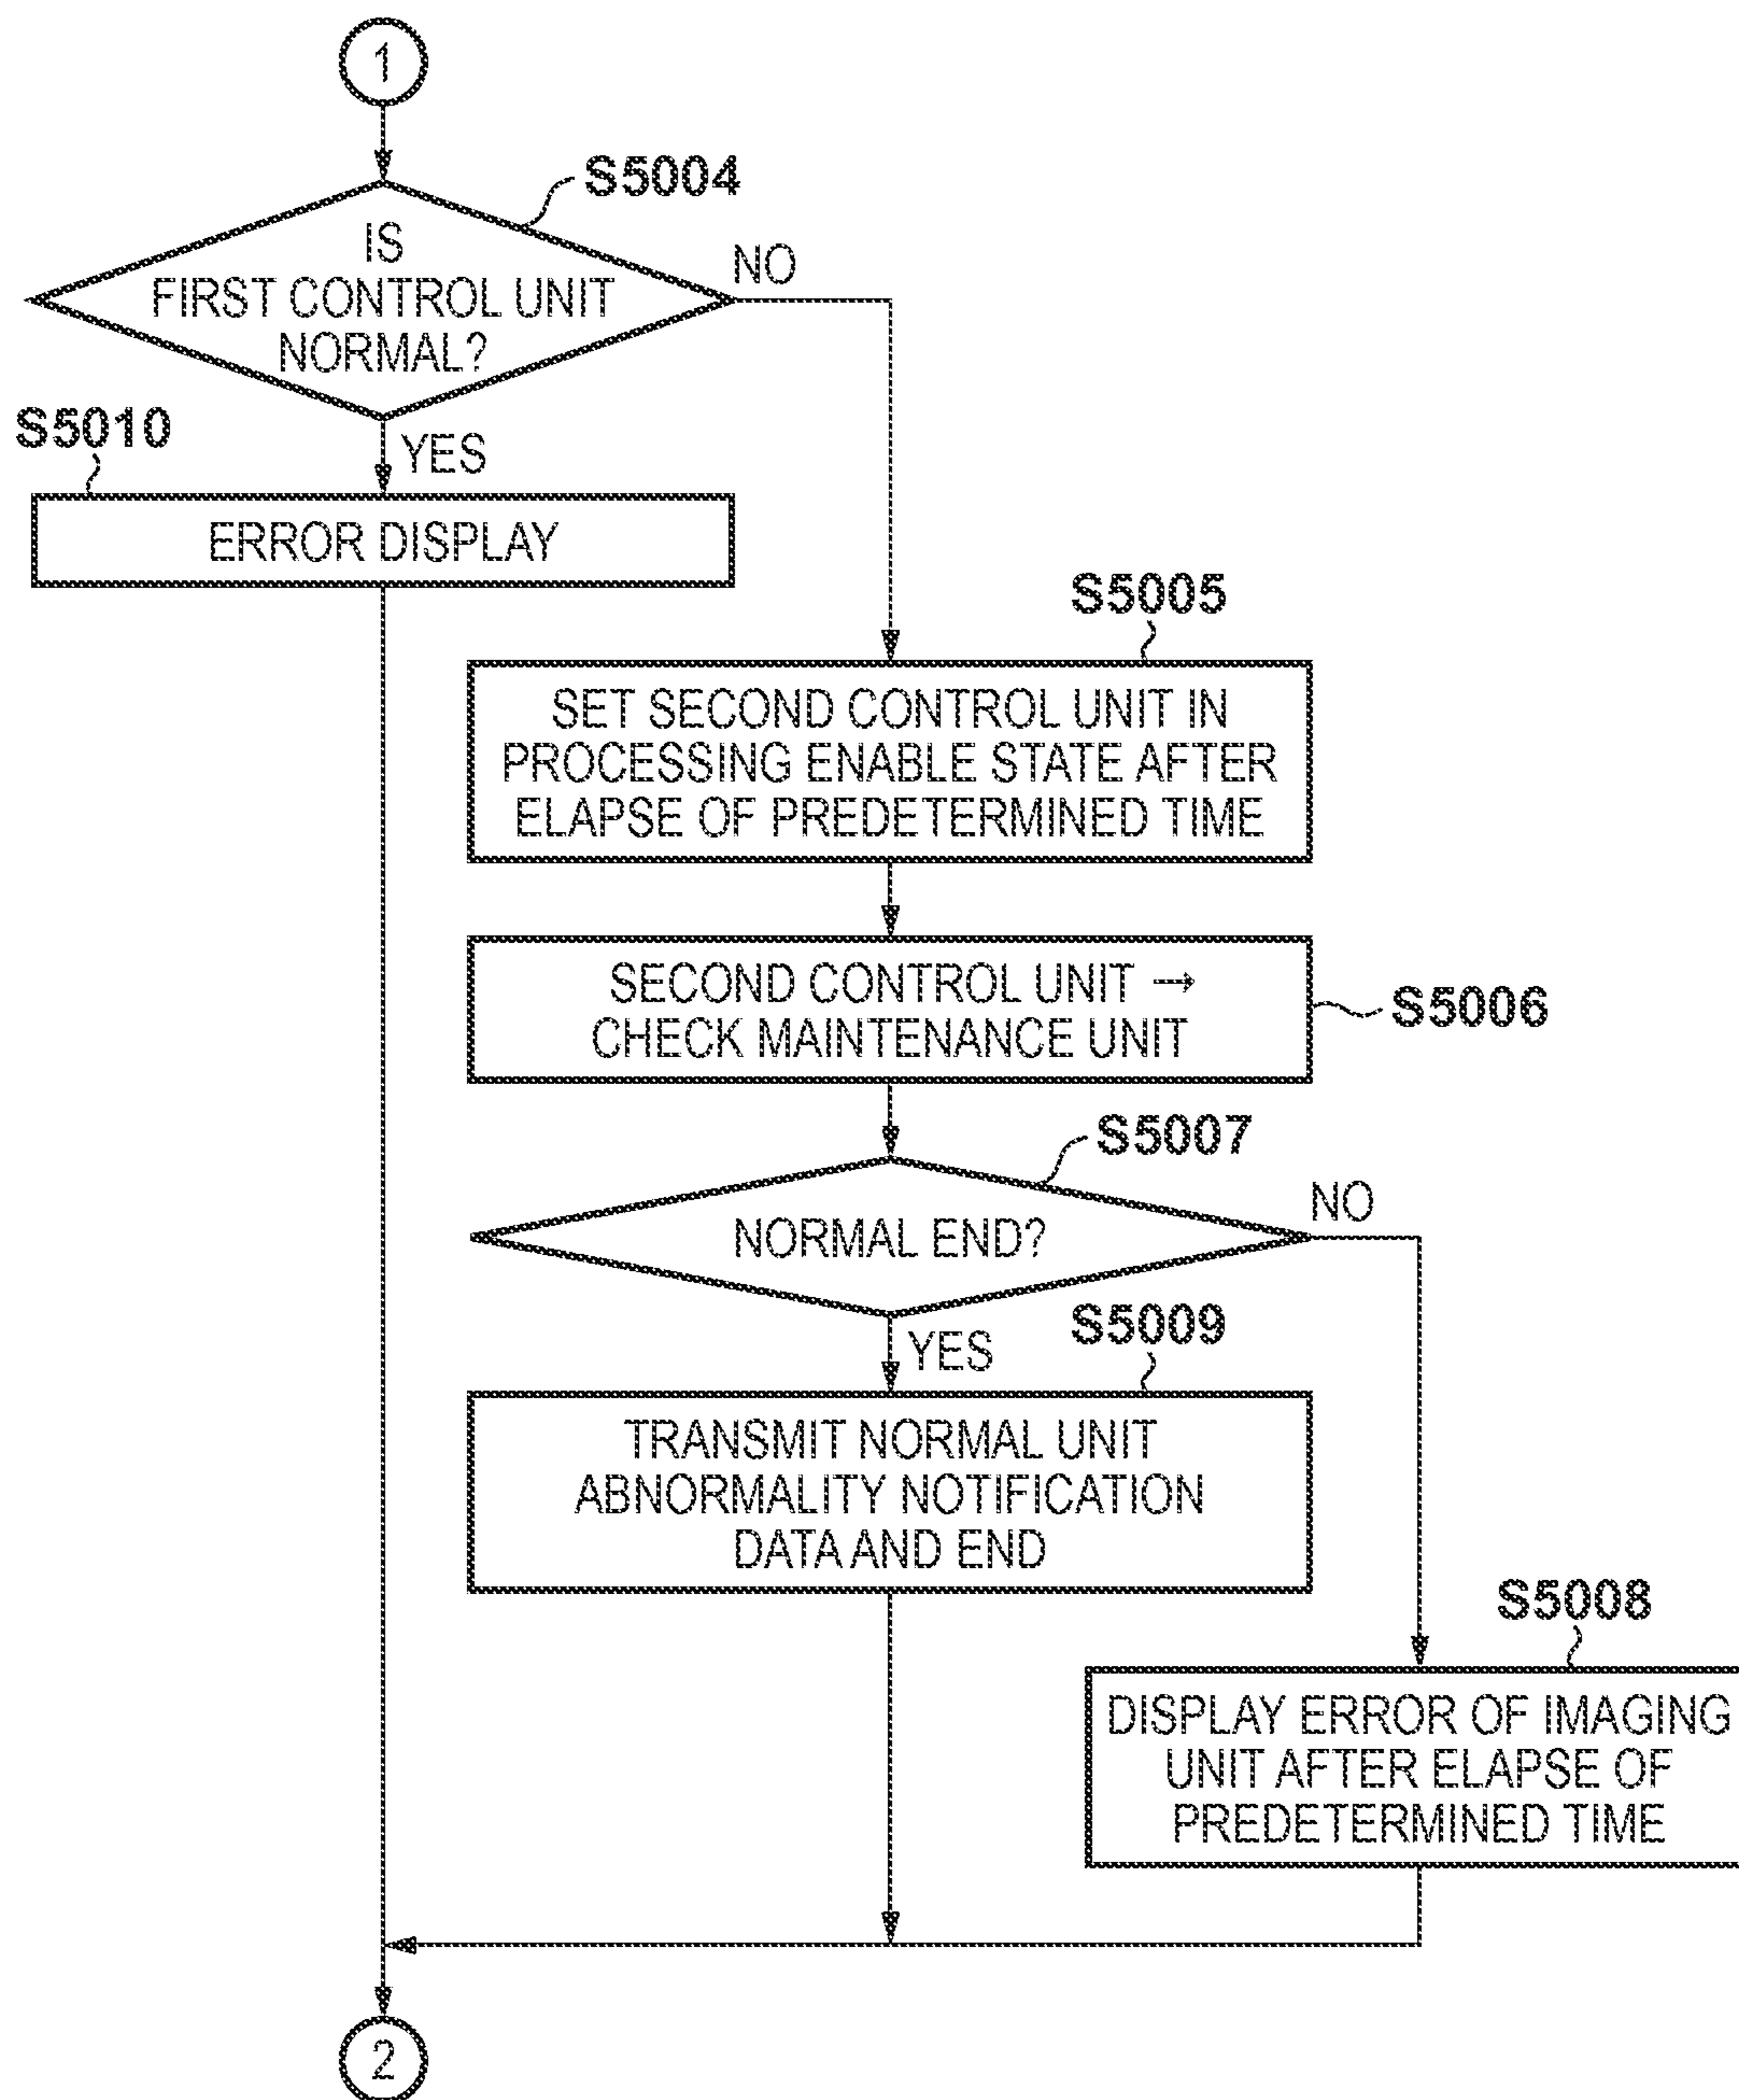 1
S5004
IS
FIRST CONTROL UNIT
NORMAL?
NO
S5010
YES
ERROR DISPLAY
S5005
SET SECOND CONTROL UNIT IN
PROCESSING ENABLE STATE AFTER
ELAPSE OF PREDETERMINED TIME
SECOND CONTROL UNIT →
CHECK MAINTENANCE UNIT
S5006
S5007
NORMAL END?
NO
YES
S5009
TRANSMIT NORMAL UNIT
ABNORMALITY NOTIFICATION
DATA AND END
S5008
DISPLAY ERROR OF IMAGING
UNIT AFTER ELAPSE OF
PREDETERMINED TIME
2